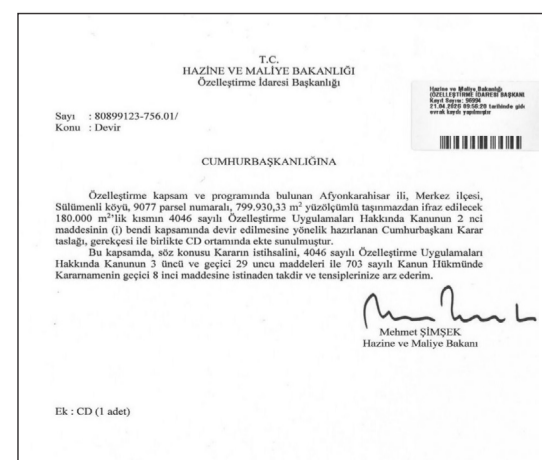 T.C.
HAZİNE VE MALİYE BAKANLIĞI
Özelleştirme İdaresi Başkanlığı
Hazine ve Maliye Bakanlığı
(ÖZELLEŞTİRME İDARESİ BAŞKANL
Kayıt Sayısı: 96994
21.04.2026 09:56:20 tarihinde gidi
evrak kaydı yapılmıştır
Sayı : 80899123-756.01/
Konu : Devir
CUMHURBAŞKANLIĞINA
Özelleştirme kapsam ve programında bulunan Afyonkarahisar ili, Merkez ilçesi,
Sülümenli köyü, 9077 parsel numaralı, 799.930,33 m² yüzölçümlü taşınmazdan ifraz edilecek
180.000 m²'lik kısmın 4046 sayılı Özelleştirme Uygulamaları Hakkında Kanunun 2 nci
maddesinin (i) bendi kapsamında devir edilmesine yönelik hazırlanan Cumhurbaşkanı Karar
taslağı, gerekçesi ile birlikte CD ortamında ekte sunulmuştur.
Bu kapsamda, söz konusu Kararın istihsalini, 4046 sayılı Özelleştirme Uygulamaları
Hakkında Kanunun 3 üncü ve geçici 29 uncu maddeleri ile 703 sayılı Kanun Hükmünde
Kararnamenin geçici 8 inci maddesine istinaden takdir ve tensiplerinize arz ederim.
Mehmet ŞİMŞEK
Hazine ve Maliye Bakanı
Ek : CD (1 adet)